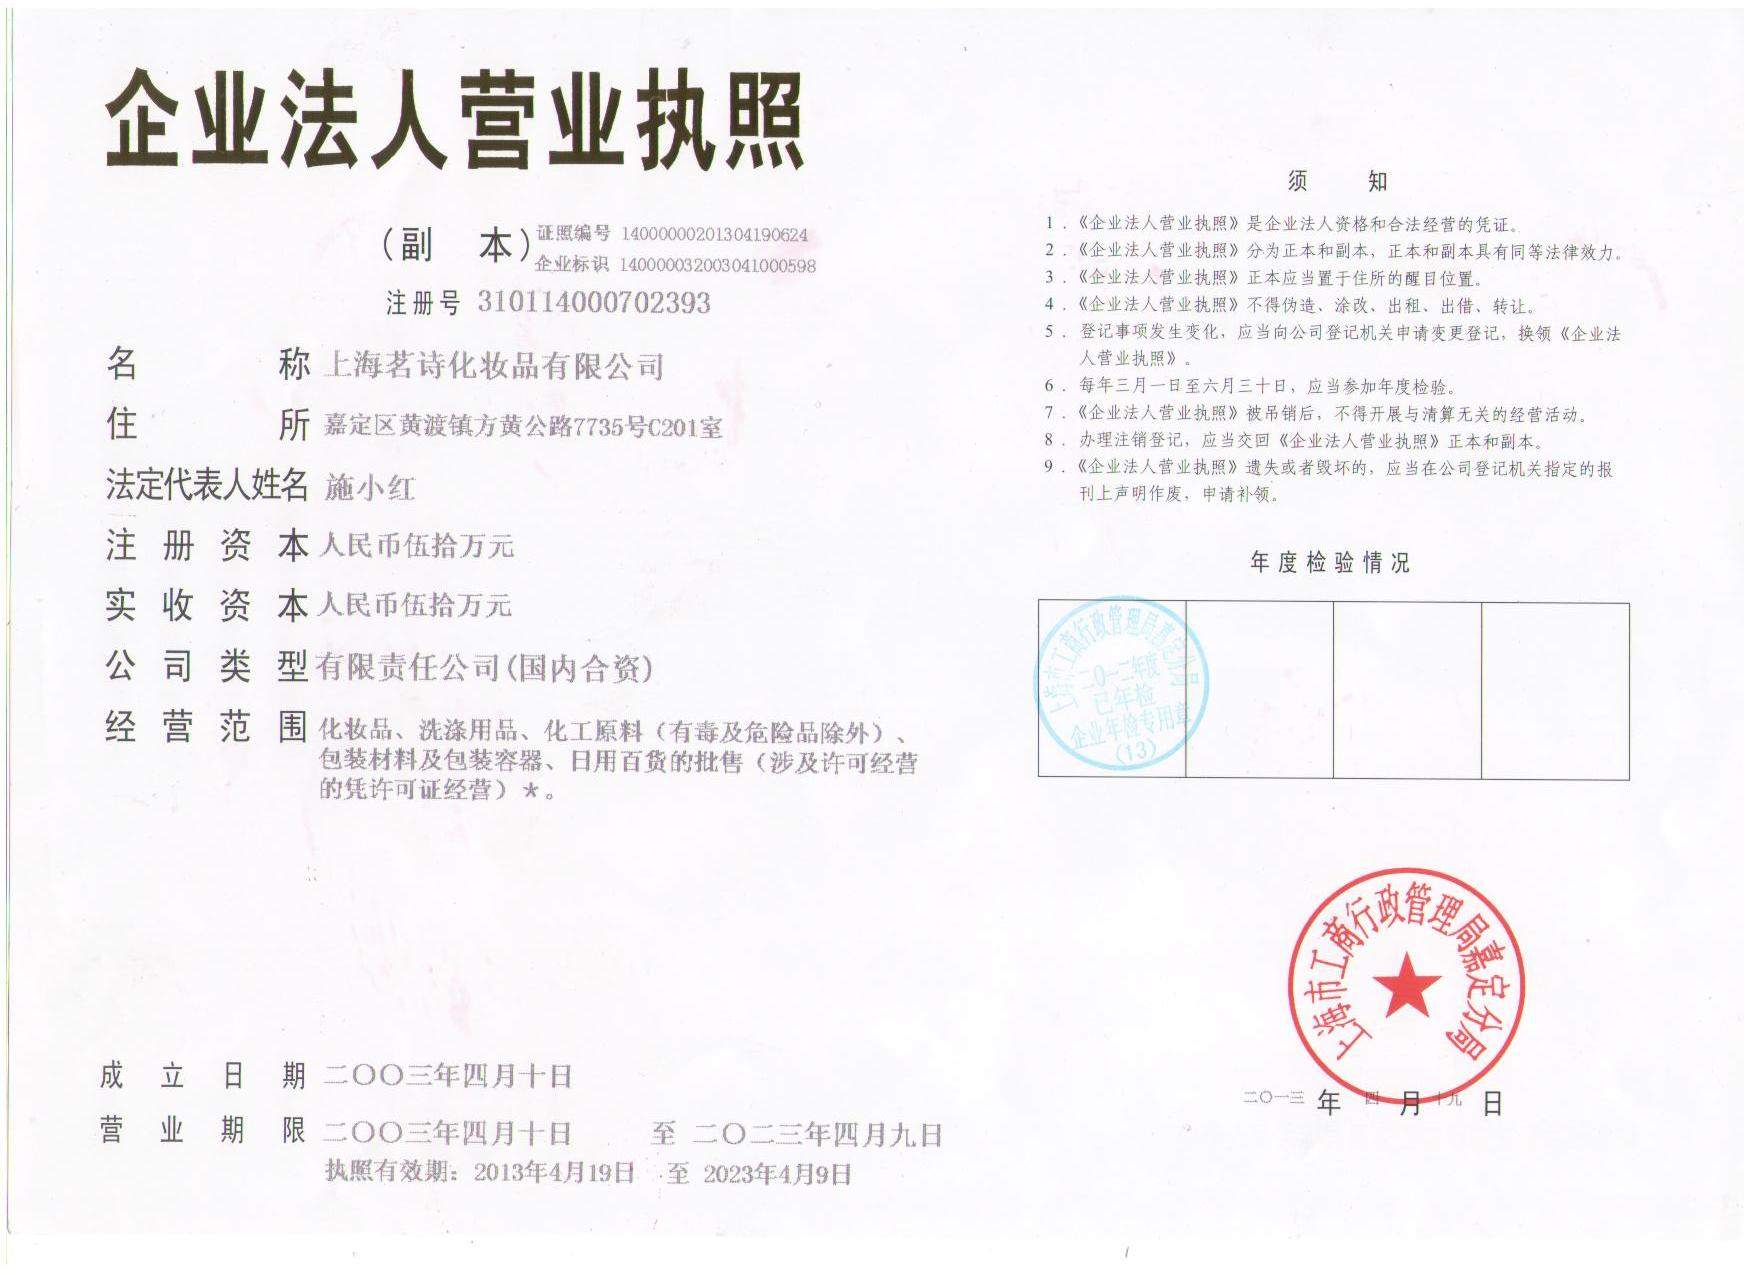 企业法人营业执照
（副 本）
证照编号 14000000201304190624
企业标识 14000003200304100059​8
注册号 310114000702393
名 称 上海茗诗化妆品有限公司
住 所 嘉定区黄渡镇方黄公路7735号C201室
法定代表人姓名 施小红
注册资本 人民币伍拾万元
实收资本 人民币伍拾万元
公司类型 有限责任公司(国内合资)
经营范围 化妆品、洗涤用品、化工原料（有毒及危险品除外）、
包装材料及包装容器、日用百货的批售（涉及许可经营
的凭许可证经营）★。
成立日期 二〇〇三年四月十日
营业期限 二〇〇三年四月十日 至 二〇二三年四月九日
执照有效期：2013年4月19日 至 2023年4月9日
须 知
1．《企业法人营业执照》是企业法人资格和合法经营的凭证。
2．《企业法人营业执照》分为正本和副本，正本和副本具有同等法律效力。
3．《企业法人营业执照》正本应当置于住所的醒目位置。
4．《企业法人营业执照》不得伪造、涂改、出租、出借、转让。
5．登记事项发生变化，应当向公司登记机关申请变更登记，换领《企业法
人营业执照》。
6．每年三月一日至六月三十日，应当参加年度检验。
7．《企业法人营业执照》被吊销后，不得开展与清算无关的经营活动。
8．办理注销登记，应当交回《企业法人营业执照》正本和副本。
9．《企业法人营业执照》遗失或者毁坏的，应当在公司登记机关指定的报
刊上声明作废，申请补领。
年度检验情况
上海市工商行政管理局嘉定分局
二〇一二年度
已年检
企业年检专用章
(13)
上海市工商行政管理局嘉定分局
二〇一三年四月十九日